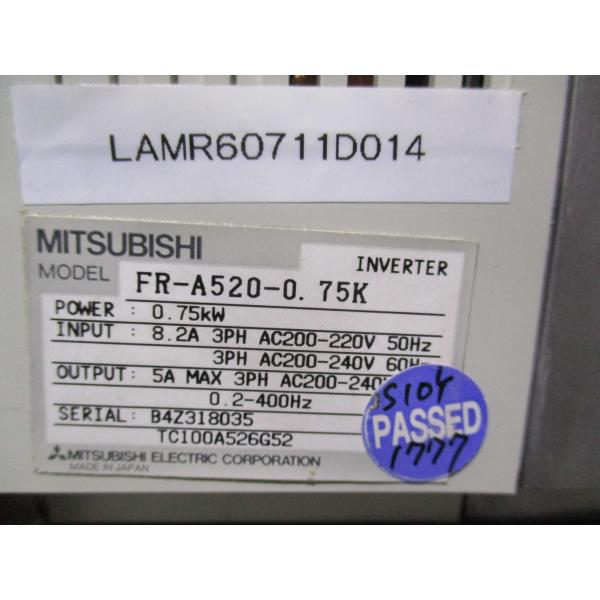 LAMR60711D014
MITSUBISHI
INVERTER
MODEL FR-A520-0.75K
POWER : 0.75kW
INPUT : 8.2A 3PH AC200-220V 50Hz
3PH AC200-240V 60Hz
OUTPUT: 5A MAX 3PH AC200-240V
0.2-400Hz
SERIAL: B4Z318035
TC100A526G52
MITSUBISHI ELECTRIC CORPORATION
MADE IN JAPAN
PASSED
1777